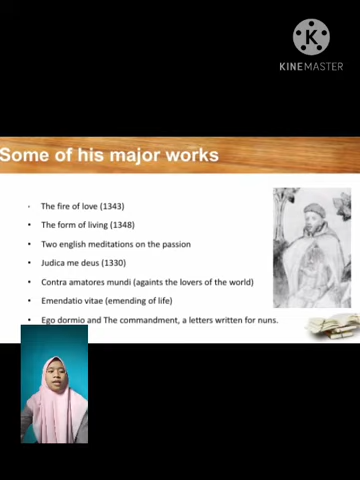 K
KINEMASTER
Some of his major works
• The fire of love (1343)
• The form of living (1348)
• Two english meditations on the passion
• Judica me deus (1330)
• Contra amatores mundi (againts the lovers of the world)
• Emendatio vitae (emending of life)
• Ego dormio and The commandment, a letters written for nuns.